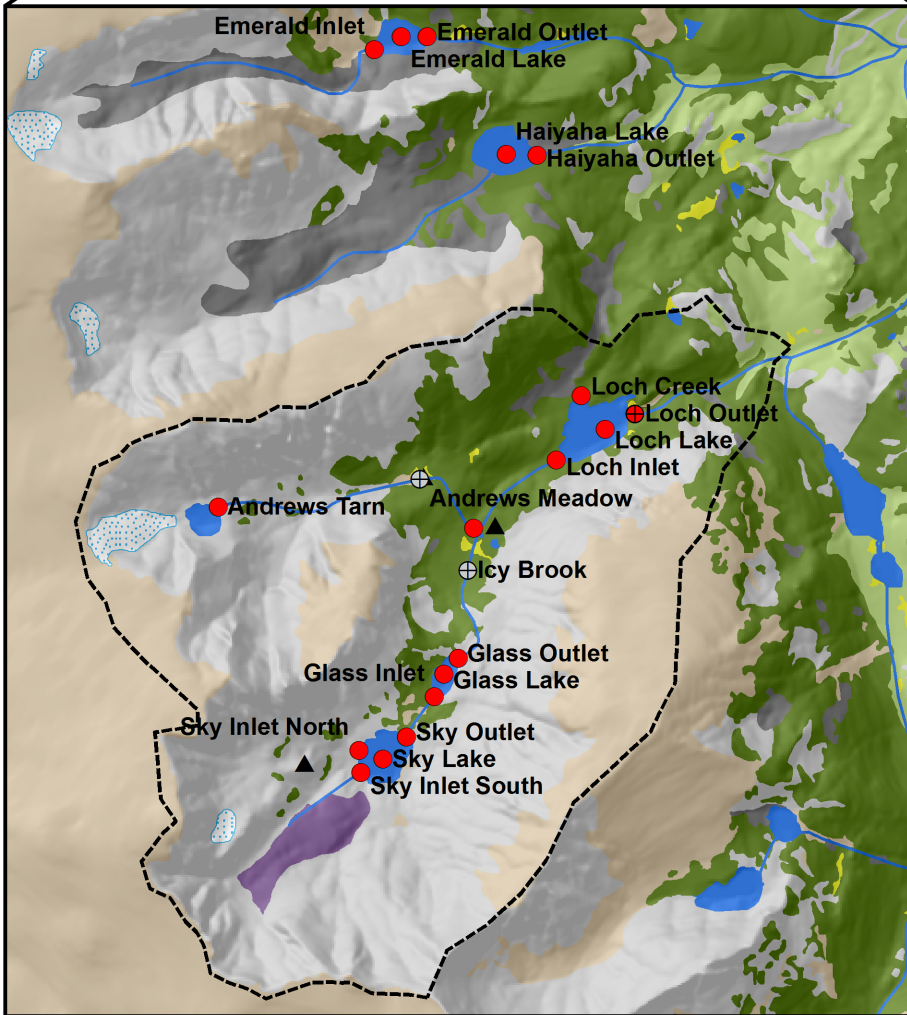 Emerald Inlet
Emerald Outlet
Emerald Lake
Haiyaha Lake
Haiyaha Outlet
Loch Creek
Loch Outlet
Loch Lake
Loch Inlet
Andrews Meadow
Andrews Tarn
Icy Brook
Glass Outlet
Glass Inlet
Glass Lake
Sky Inlet North
Sky Outlet
Sky Lake
Sky Inlet South